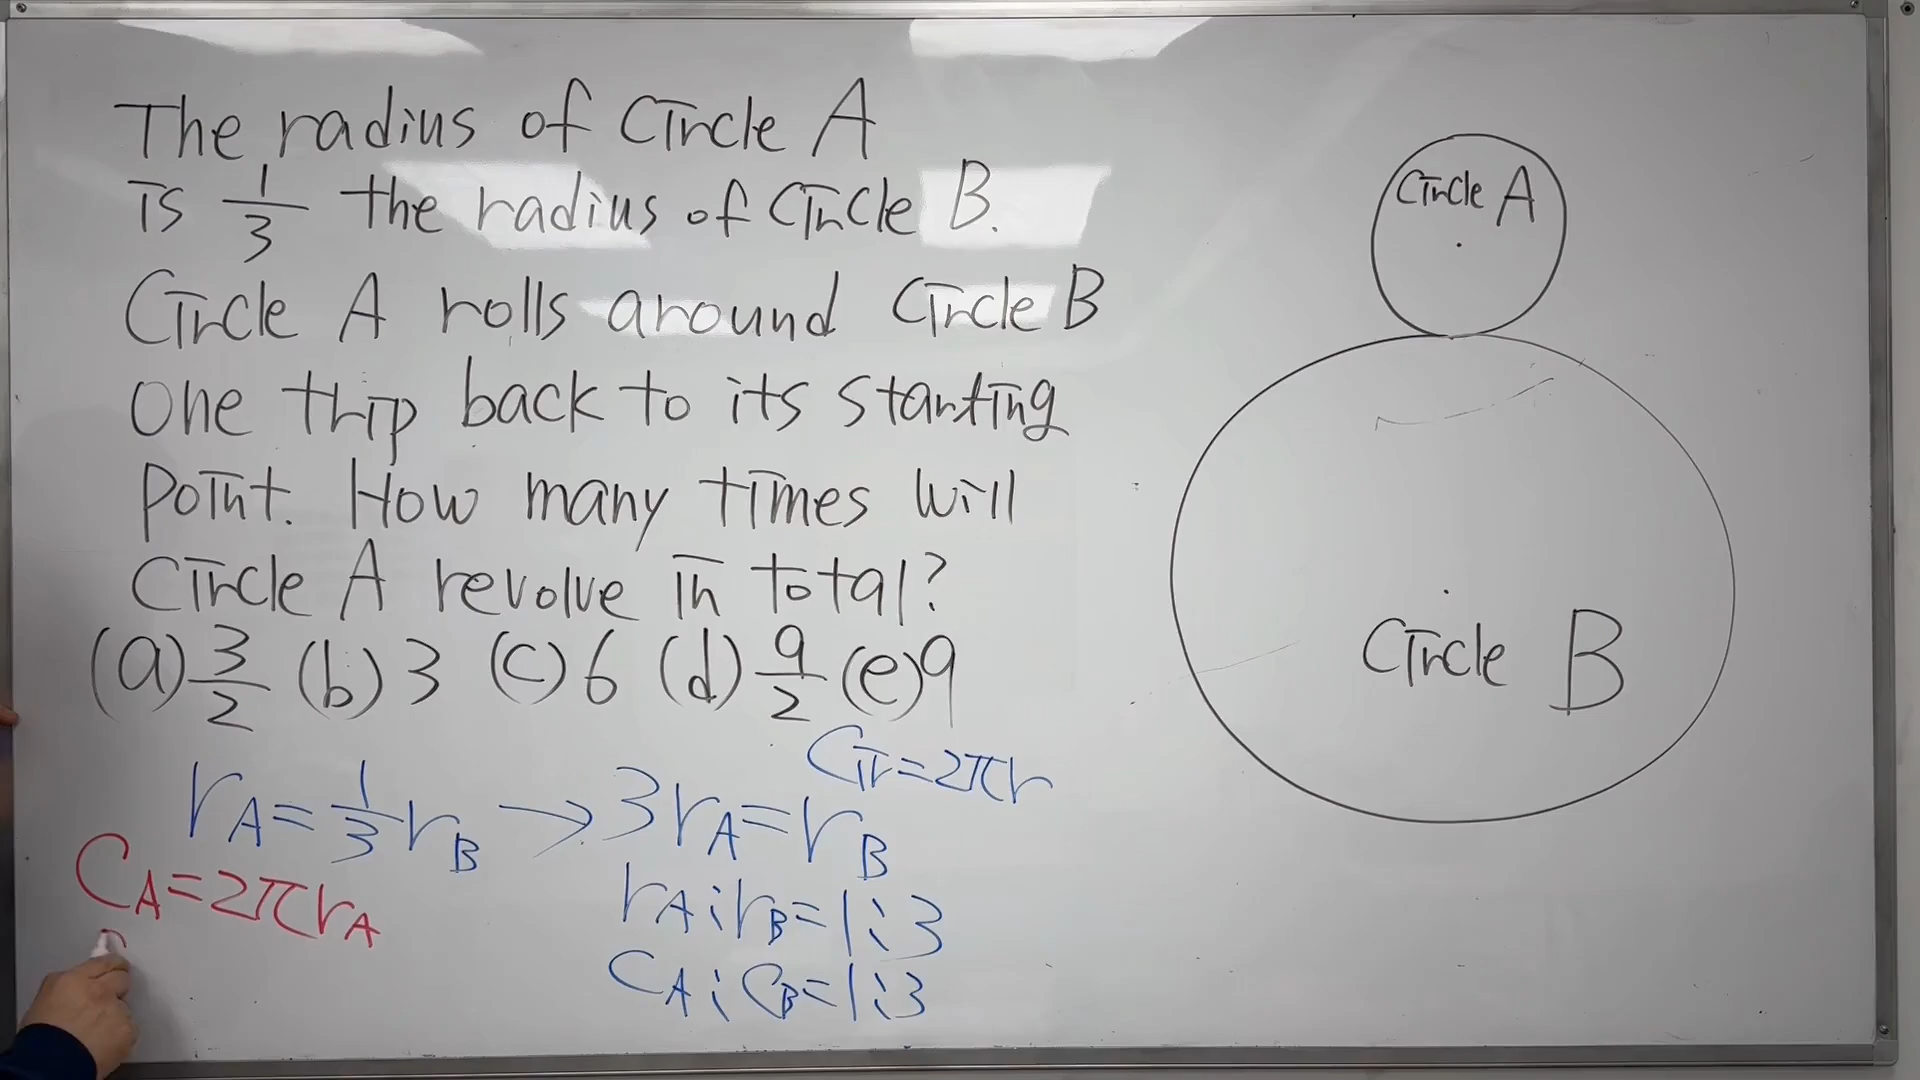 The radius of Circle A
is 1/3 the radius of Circle B.
Circle A rolls around Circle B
One trip back to its starting
Point. How many times will
Circle A revolve in total?
(a) 3/2 (b) 3 (c) 6 (d) 9/2 (e) 9
Cir=2πr
rA=1/3rB→3rA=rB
CA=2πrA
rA:rB=1:3
CA:CB=1:3
Circle A
Circle B